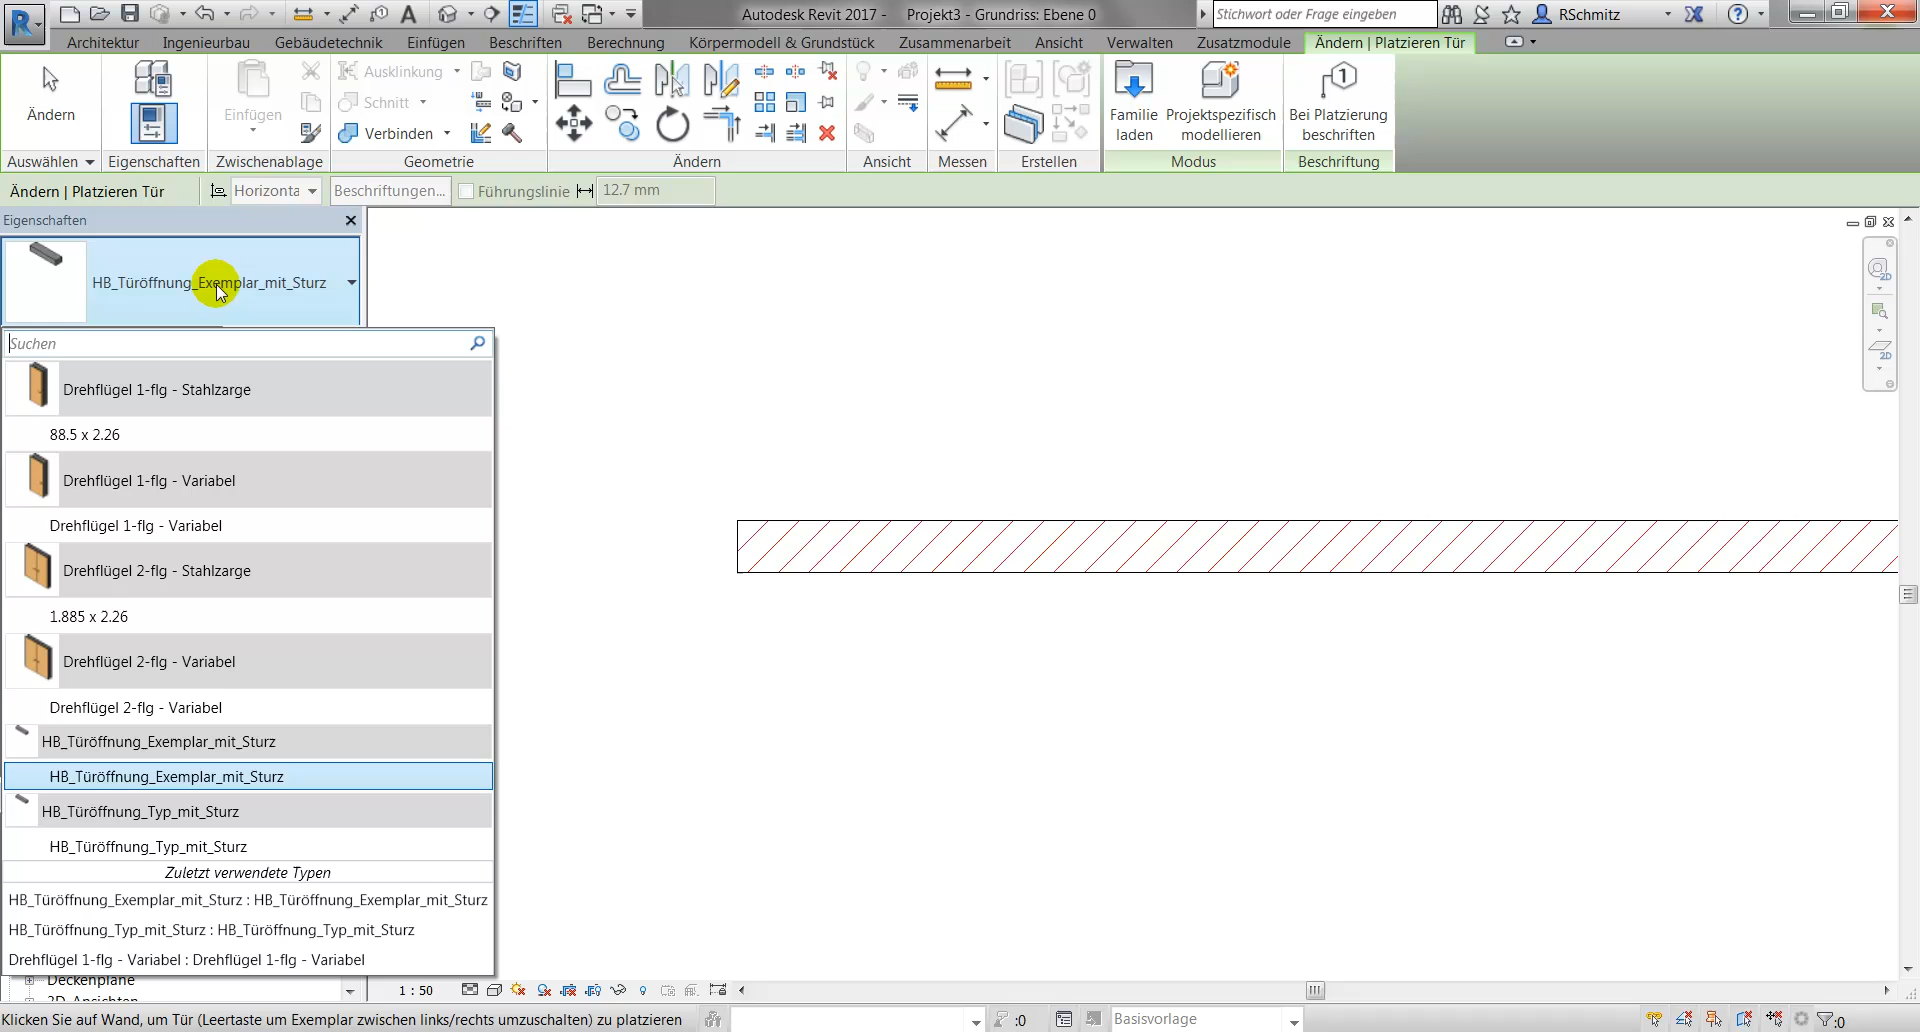 Autodesk Revit 2017 - Projekt3 - Grundriss: Ebene 0
Stichwort oder Frage eingeben
RSchmitz
Architektur Ingenieurbau Gebäudetechnik Einfügen Beschriften Berechnung Körpermodell & Grundstück Zusammenarbeit Ansicht Verwalten Zusatzmodule Ändern | Platzieren Tür
Ändern
Einfügen
Ausklinkung
Schnitt
Verbinden
Familie laden
Projektspezifisch modellieren
Bei Platzierung beschriften
Auswählen Eigenschaften Zwischenablage Geometrie Ändern Ansicht Messen Erstellen Modus Beschriftung
Ändern | Platzieren Tür Horizonta Beschriftungen... Führungslinie 12.7 mm
Eigenschaften
HB_Türöffnung_Exemplar_mit_Sturz
Suchen
Drehflügel 1-flg - Stahlzarge
88.5 x 2.26
Drehflügel 1-flg - Variabel
Drehflügel 1-flg - Variabel
Drehflügel 2-flg - Stahlzarge
1.885 x 2.26
Drehflügel 2-flg - Variabel
Drehflügel 2-flg - Variabel
HB_Türöffnung_Exemplar_mit_Sturz
HB_Türöffnung_Exemplar_mit_Sturz
HB_Türöffnung_Typ_mit_Sturz
HB_Türöffnung_Typ_mit_Sturz
Zuletzt verwendete Typen
HB_Türöffnung_Exemplar_mit_Sturz : HB_Türöffnung_Exemplar_mit_Sturz
HB_Türöffnung_Typ_mit_Sturz : HB_Türöffnung_Typ_mit_Sturz
Drehflügel 1-flg - Variabel : Drehflügel 1-flg - Variabel
Deckenpläne
2D
2D
1 : 50
Klicken Sie auf Wand, um Tür (Leertaste um Exemplar zwischen links/rechts umzuschalten) zu platzieren
:0
Basisvorlage
:0